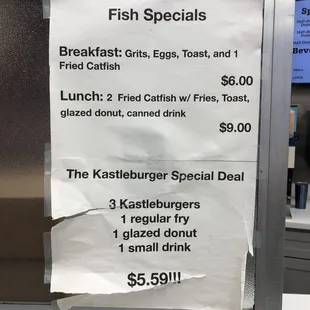 Fish Specials
Breakfast: Grits, Eggs, Toast, and 1
Fried Catfish
$6.00
Lunch: 2 Fried Catfish w/ Fries, Toast,
glazed donut, canned drink
$9.00
The Kastleburger Special Deal
3 Kastleburgers
1 regular fry
1 glazed donut
1 small drink
$5.59!!!